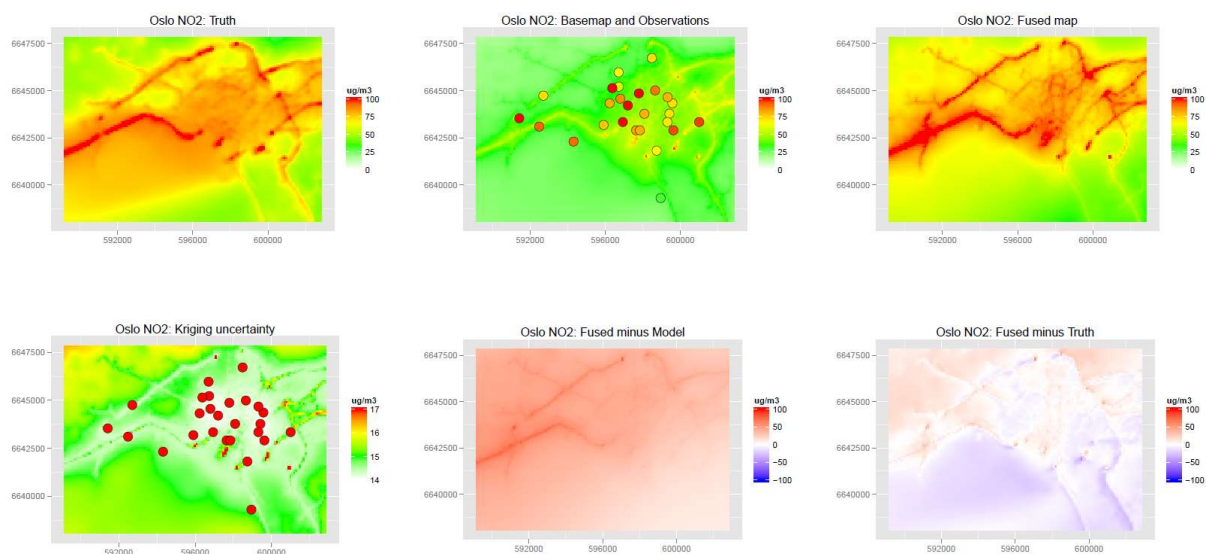 Oslo NO2: Truth
6647500
6645000
6642500
6640000
592000 596000 600000
ug/m3
100
75
50
25
0
Oslo NO2: Basemap and Observations
6647500
6645000
6642500
6640000
592000 596000 600000
ug/m3
100
75
50
25
0
Oslo NO2: Fused map
6647500
6645000
6642500
6640000
592000 596000 600000
ug/m3
100
75
50
25
0
Oslo NO2: Kriging uncertainty
6647500
6645000
6642500
6640000
592000 596000 600000
ug/m3
17
16
15
14
Oslo NO2: Fused minus Model
6647500
6645000
6642500
6640000
592000 596000 600000
ug/m3
100
50
0
−50
−100
Oslo NO2: Fused minus Truth
6647500
6645000
6642500
6640000
592000 596000 600000
ug/m3
100
50
0
−50
−100